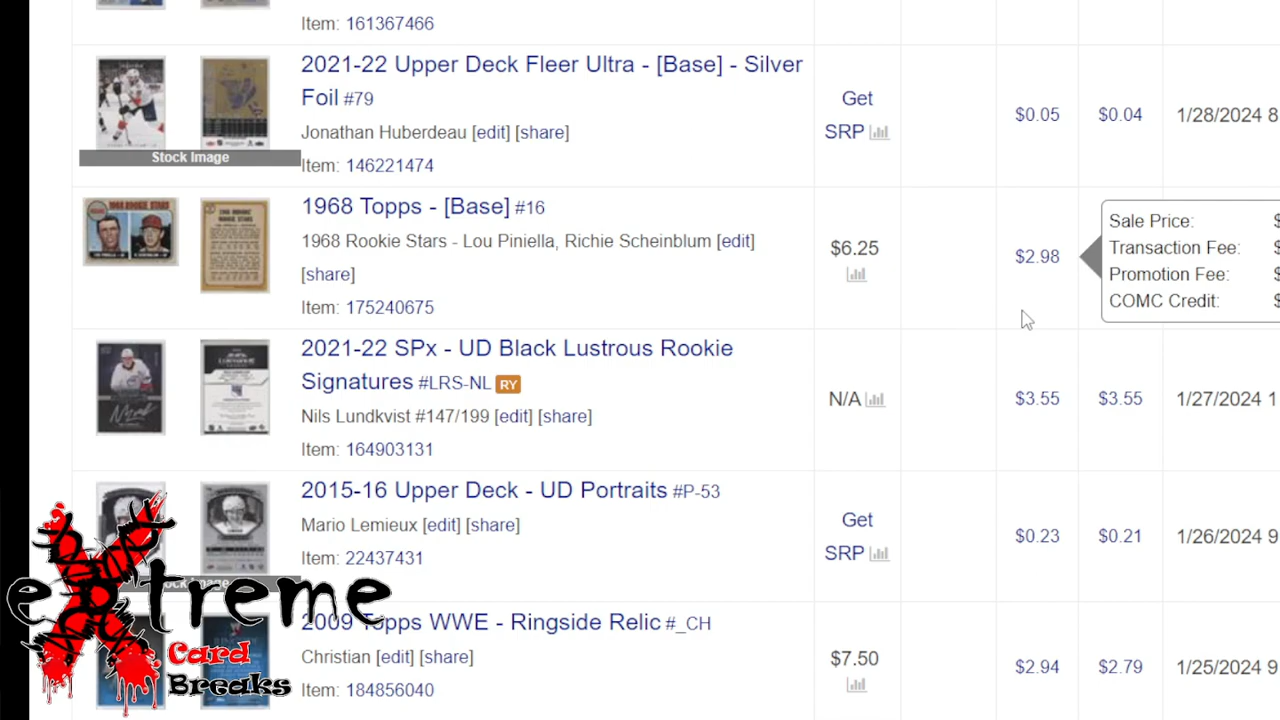 Item: 161367466
2021-22 Upper Deck Fleer Ultra - [Base] - Silver
Foil #79
Jonathan Huberdeau [edit] [share]
Item: 146221474
Stock Image
Get
SRP
$0.05
$0.04
1/28/2024 8
1968 Topps - [Base] #16
1968 Rookie Stars - Lou Piniella, Richie Scheinblum [edit]
[share]
Item: 175240675
$6.25
$2.98
Sale Price: $
Transaction Fee: $
Promotion Fee: $
COMC Credit: $
2021-22 SPx - UD Black Lustrous Rookie
Signatures #LRS-NL RY
Nils Lundkvist #147/199 [edit] [share]
Item: 164903131
N/A
$3.55
$3.55
1/27/2024 1
2015-16 Upper Deck - UD Portraits #P-53
Mario Lemieux [edit] [share]
Item: 22437431
Get
SRP
$0.23
$0.21
1/26/2024 9
2009 Topps WWE - Ringside Relic #_CH
Christian [edit] [share]
Item: 184856040
$7.50
$2.94
$2.79
1/25/2024 9
eXtreme
Card
Breaks